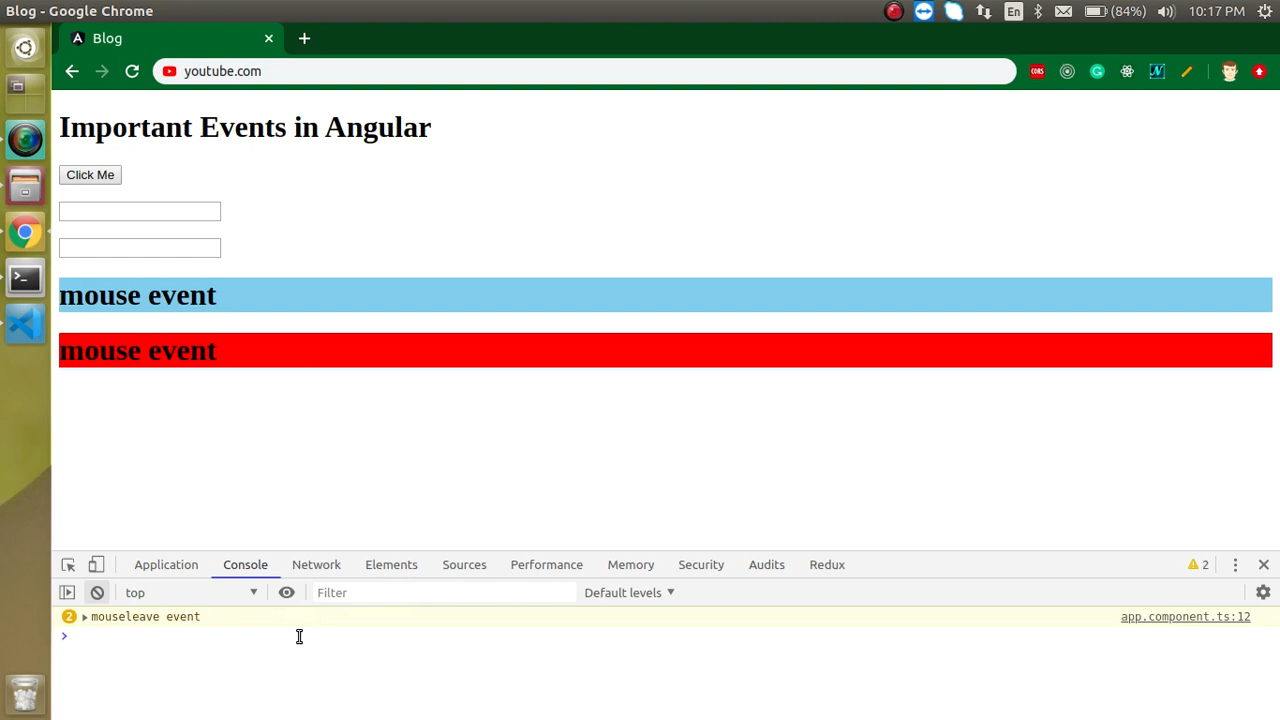 Blog - Google Chrome
En
(84%)
10:17 PM
Blog
youtube.com
CORS
Important Events in Angular
Click Me
mouse event
mouse event
Application Console Network Elements Sources Performance Memory Security Audits Redux 2
top Filter Default levels
2 mouseleave event app.component.ts:12